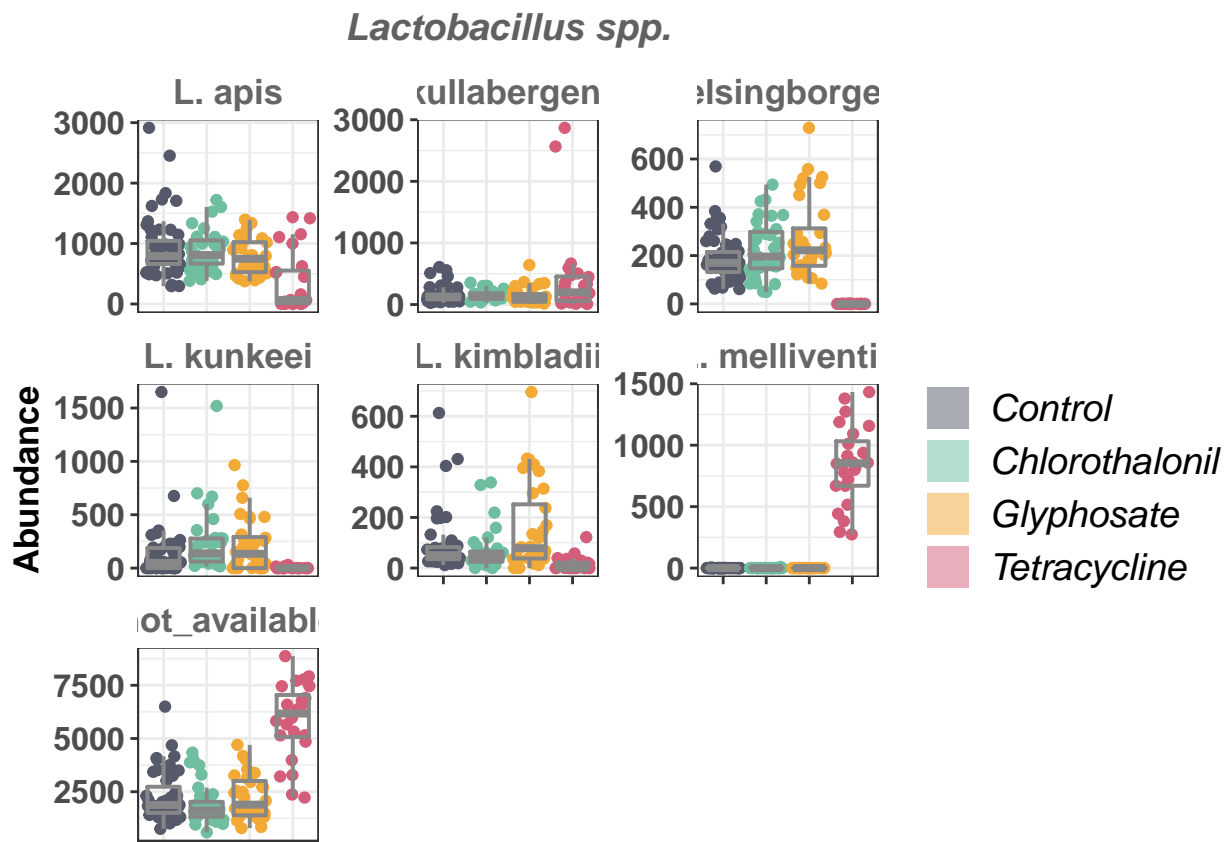 Lactobacillus spp.
L. apis
kullabergen
elsingborge
3000
2000
1000
0
3000
2000
1000
0
600
400
200
0
L. kunkeei
L. kimbladii
. melliventi
1500
1000
500
0
600
400
200
0
1500
1000
500
0
Abundance
Control
Chlorothalonil
Glyphosate
Tetracycline
not_available
7500
5000
2500